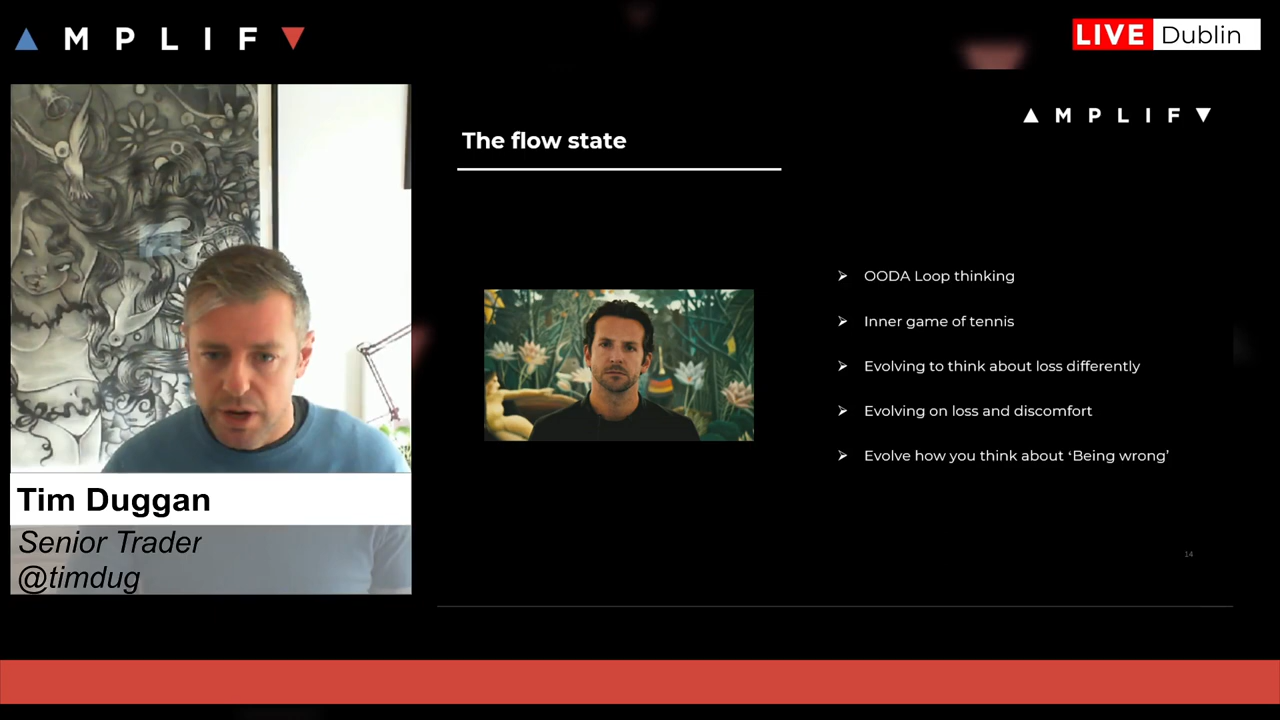 AMPLIFY
LIVE Dublin
AMPLIFY
The flow state
OODA Loop thinking
Inner game of tennis
Evolving to think about loss differently
Evolving on loss and discomfort
Evolve how you think about ‘Being wrong’
Tim Duggan
Senior Trader
@timdug
14